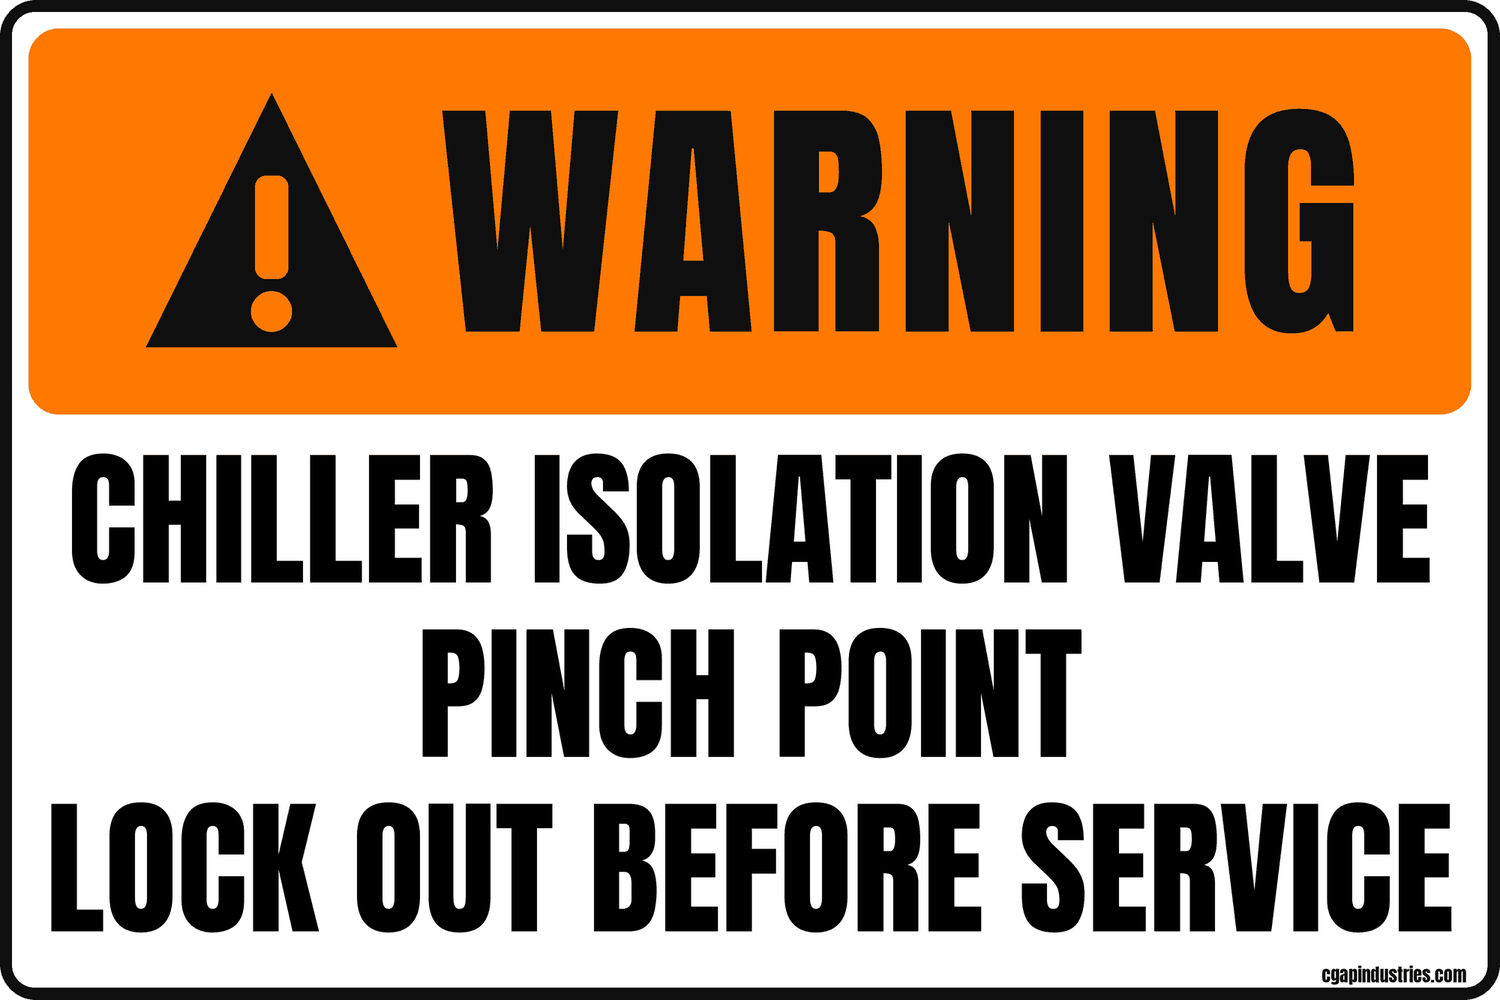 WARNING
CHILLER ISOLATION VALVE
PINCH POINT
LOCK OUT BEFORE SERVICE
cgapindustries.com